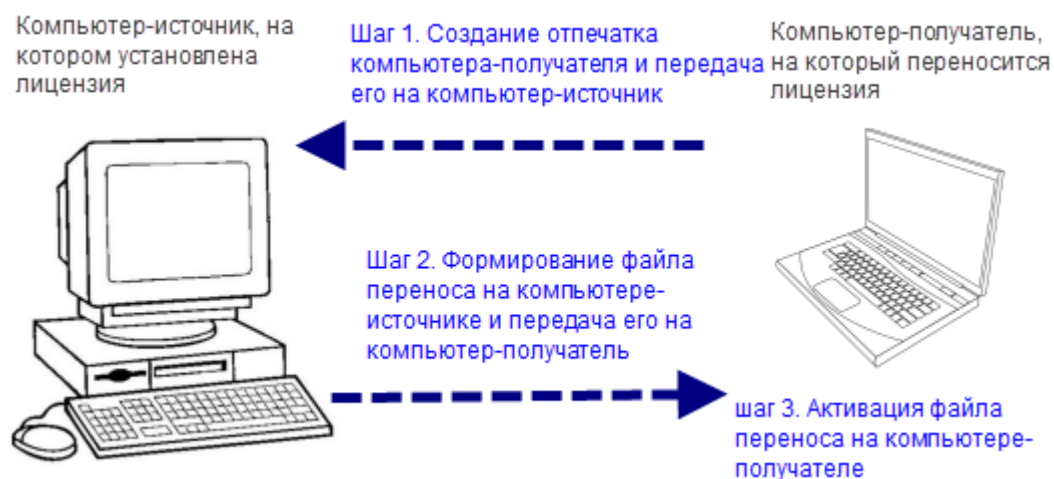 Компьютер-источник, на
котором установлена
лицензия
Шаг 1. Создание отпечатка
компьютера-получателя и передача
его на компьютер-источник
Компьютер-получатель,
на который переносится
лицензия
Шаг 2. Формирование файла
переноса на компьютере-
источнике и передача его на
компьютер-получатель
шаг 3. Активация файла
переноса на компьютере-
получателе